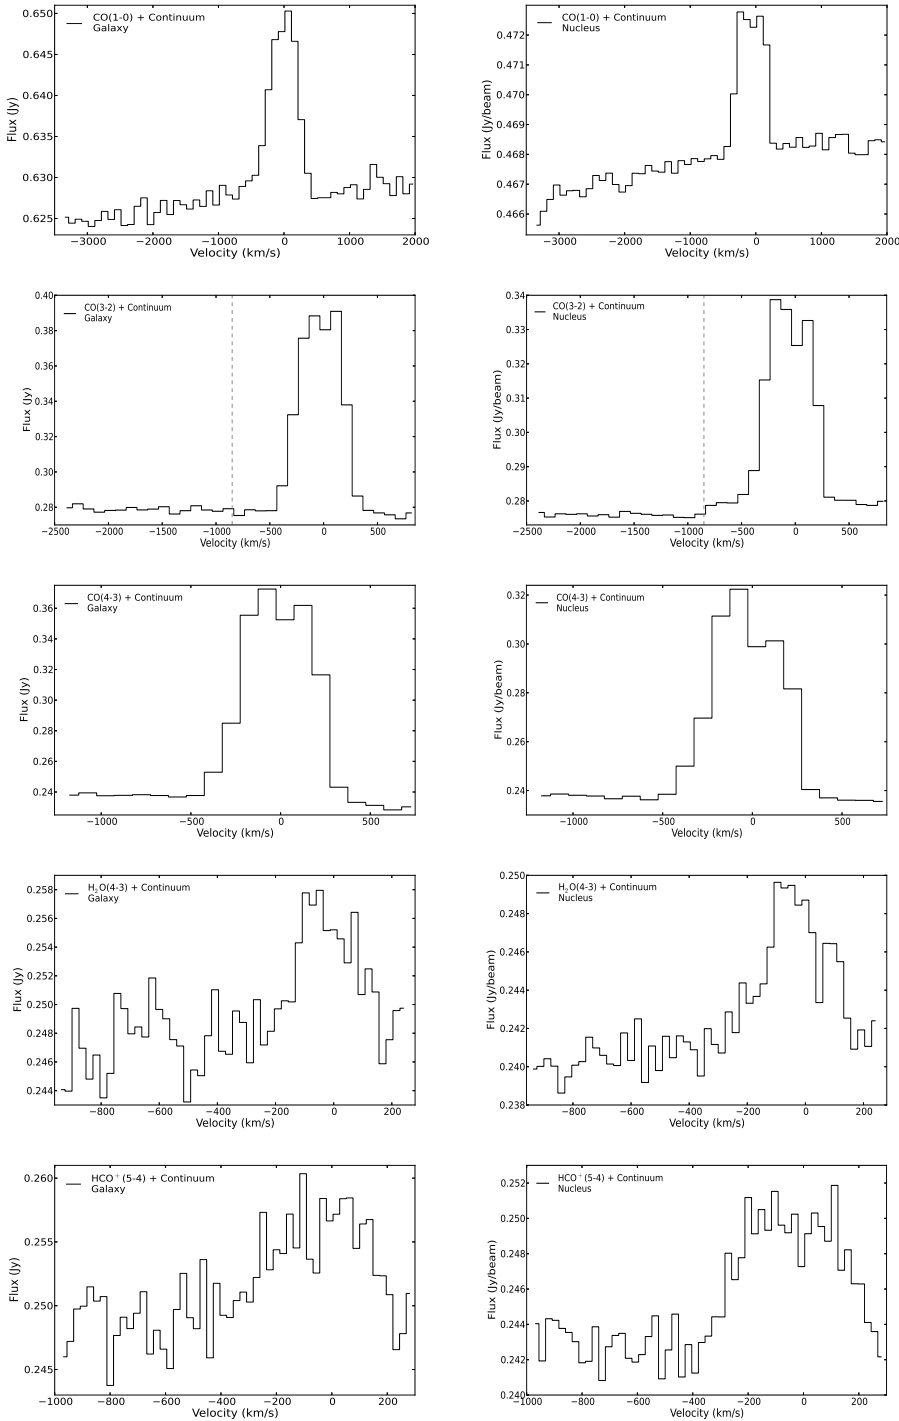 CO(1-0) + Continuum
Galaxy
0.650
0.645
0.640
0.635
0.630
0.625
Flux (Jy)
−3000 −2000 −1000 0 1000 2000
Velocity (km/s)
CO(1-0) + Continuum
Nucleus
0.472
0.471
0.470
0.469
0.468
0.467
0.466
Flux (Jy/beam)
−3000 −2000 −1000 0 1000 2000
Velocity (km/s)
CO(3-2) + Continuum
Galaxy
0.40
0.38
0.36
0.34
0.32
0.30
0.28
Flux (Jy)
−2500 −2000 −1500 −1000 −500 0 500
Velocity (km/s)
CO(3-2) + Continuum
Nucleus
0.34
0.33
0.32
0.31
0.30
0.29
0.28
Flux (Jy/beam)
−2500 −2000 −1500 −1000 −500 0 500
Velocity (km/s)
CO(4-3) + Continuum
Galaxy
0.36
0.34
0.32
0.30
0.28
0.26
0.24
Flux (Jy)
−1000 −500 0 500
Velocity (km/s)
CO(4-3) + Continuum
Nucleus
0.32
0.30
0.28
0.26
0.24
Flux (Jy/beam)
−1000 −500 0 500
Velocity (km/s)
H₂O(4-3) + Continuum
Galaxy
0.258
0.256
0.254
0.252
0.250
0.248
0.246
0.244
Flux (Jy)
−800 −600 −400 −200 0 200
Velocity (km/s)
H₂O(4-3) + Continuum
Nucleus
0.250
0.248
0.246
0.244
0.242
0.240
0.238
Flux (Jy/beam)
−800 −600 −400 −200 0 200
Velocity (km/s)
HCO⁺(5-4) + Continuum
Galaxy
0.260
0.255
0.250
0.245
Flux (Jy)
−1000 −800 −600 −400 −200 0 200 400
Velocity (km/s)
HCO⁺(5-4) + Continuum
Nucleus
0.252
0.250
0.248
0.246
0.244
0.242
0.240
Flux (Jy/beam)
−1000 −800 −600 −400 −200 0 200
Velocity (km/s)